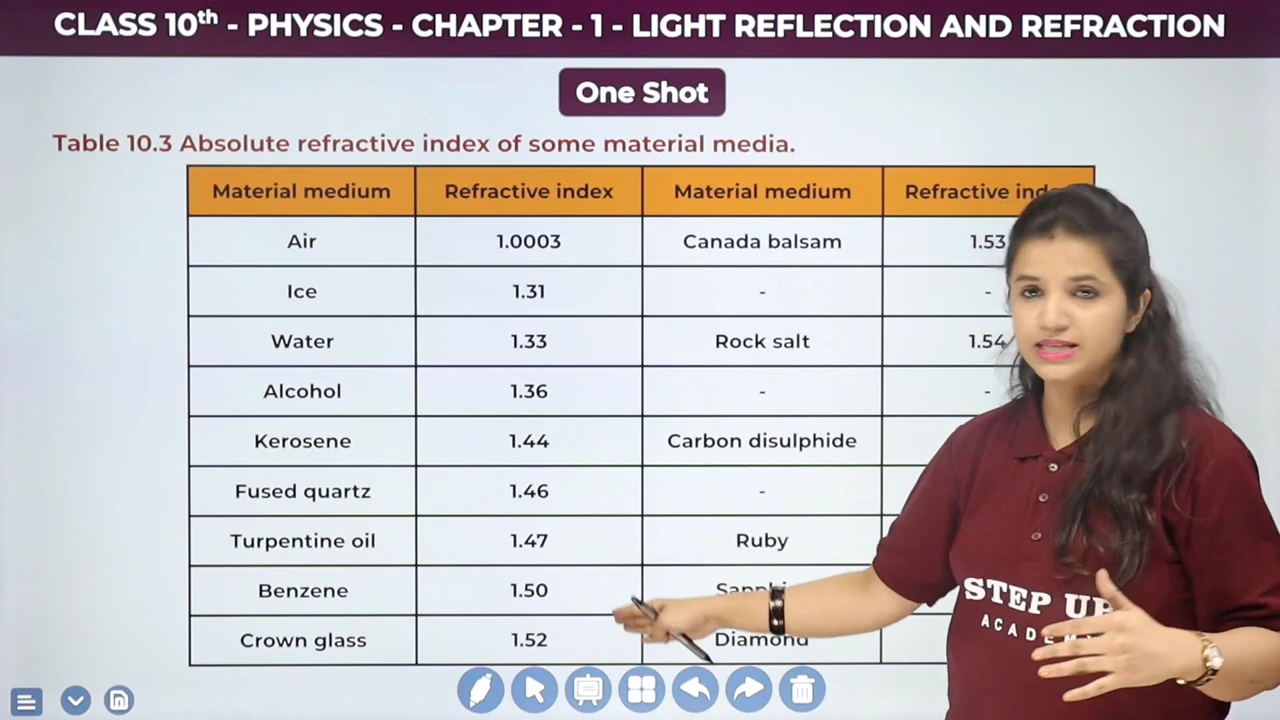 CLASS 10th - PHYSICS - CHAPTER - 1 - LIGHT REFLECTION AND REFRACTION
One Shot
Table 10.3 Absolute refractive index of some material media.
Material medium Refractive index Material medium Refractive
Air 1.0003 Canada balsam 1.53
Ice 1.31 - -
Water 1.33 Rock salt 1.54
Alcohol 1.36 - -
Kerosene 1.44 Carbon disulphide
Fused quartz 1.46 -
Turpentine oil 1.47 Ruby
Benzene 1.50
Crown glass 1.52 Diamond
STEP UP
ACADEMY